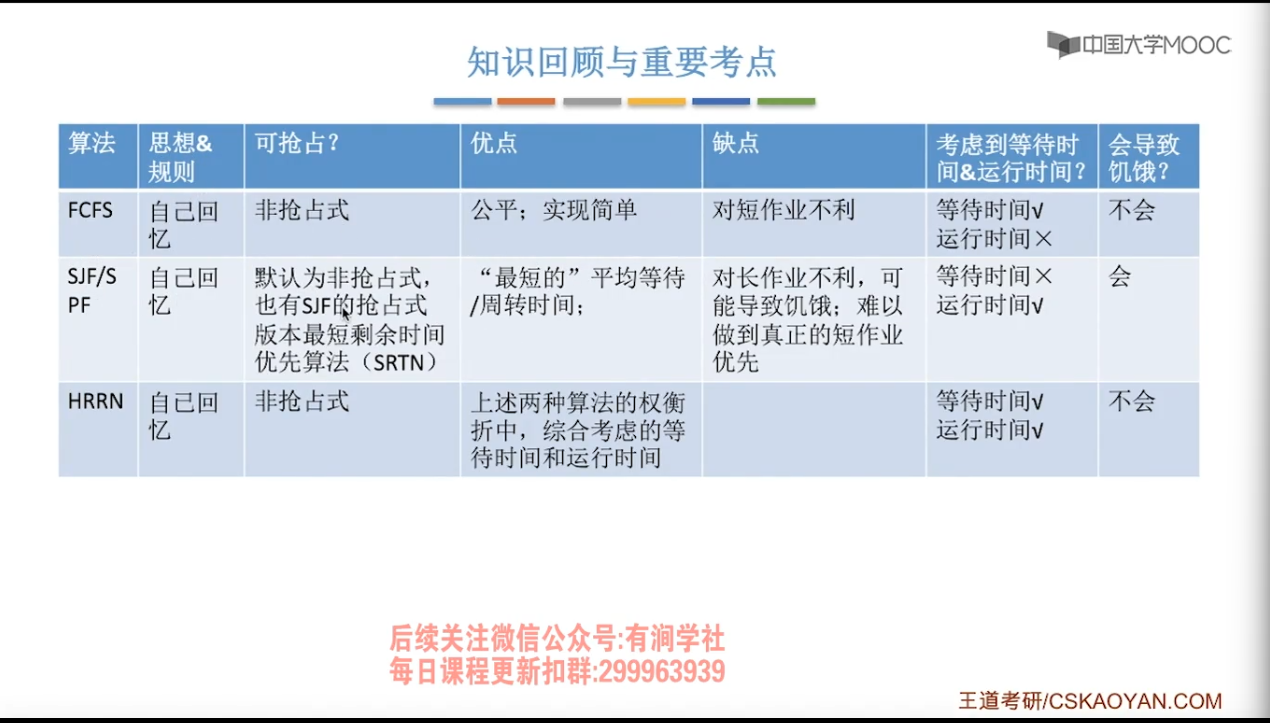 中国大学MOOC
知识回顾与重要考点
算法
思想&
规则
可抢占？
优点
缺点
考虑到等待时
间&运行时间？
会导致
饥饿？
FCFS
自己回
忆
非抢占式
公平；实现简单
对短作业不利
等待时间√
运行时间×
不会
SJF/S
PF
自己回
忆
默认为非抢占式，
也有SJF的抢占式
版本最短剩余时间
优先算法（SRTN）
“最短的”平均等待
/周转时间；
对长作业不利，可
能导致饥饿；难以
做到真正的短作业
优先
等待时间×
运行时间√
会
HRRN
自己回
忆
非抢占式
上述两种算法的权衡
折中，综合考虑的等
待时间和运行时间
等待时间√
运行时间√
不会
后续关注微信公众号:有润学社
每日课程更新扣群:299963939
王道考研/CSKAOYAN.COM